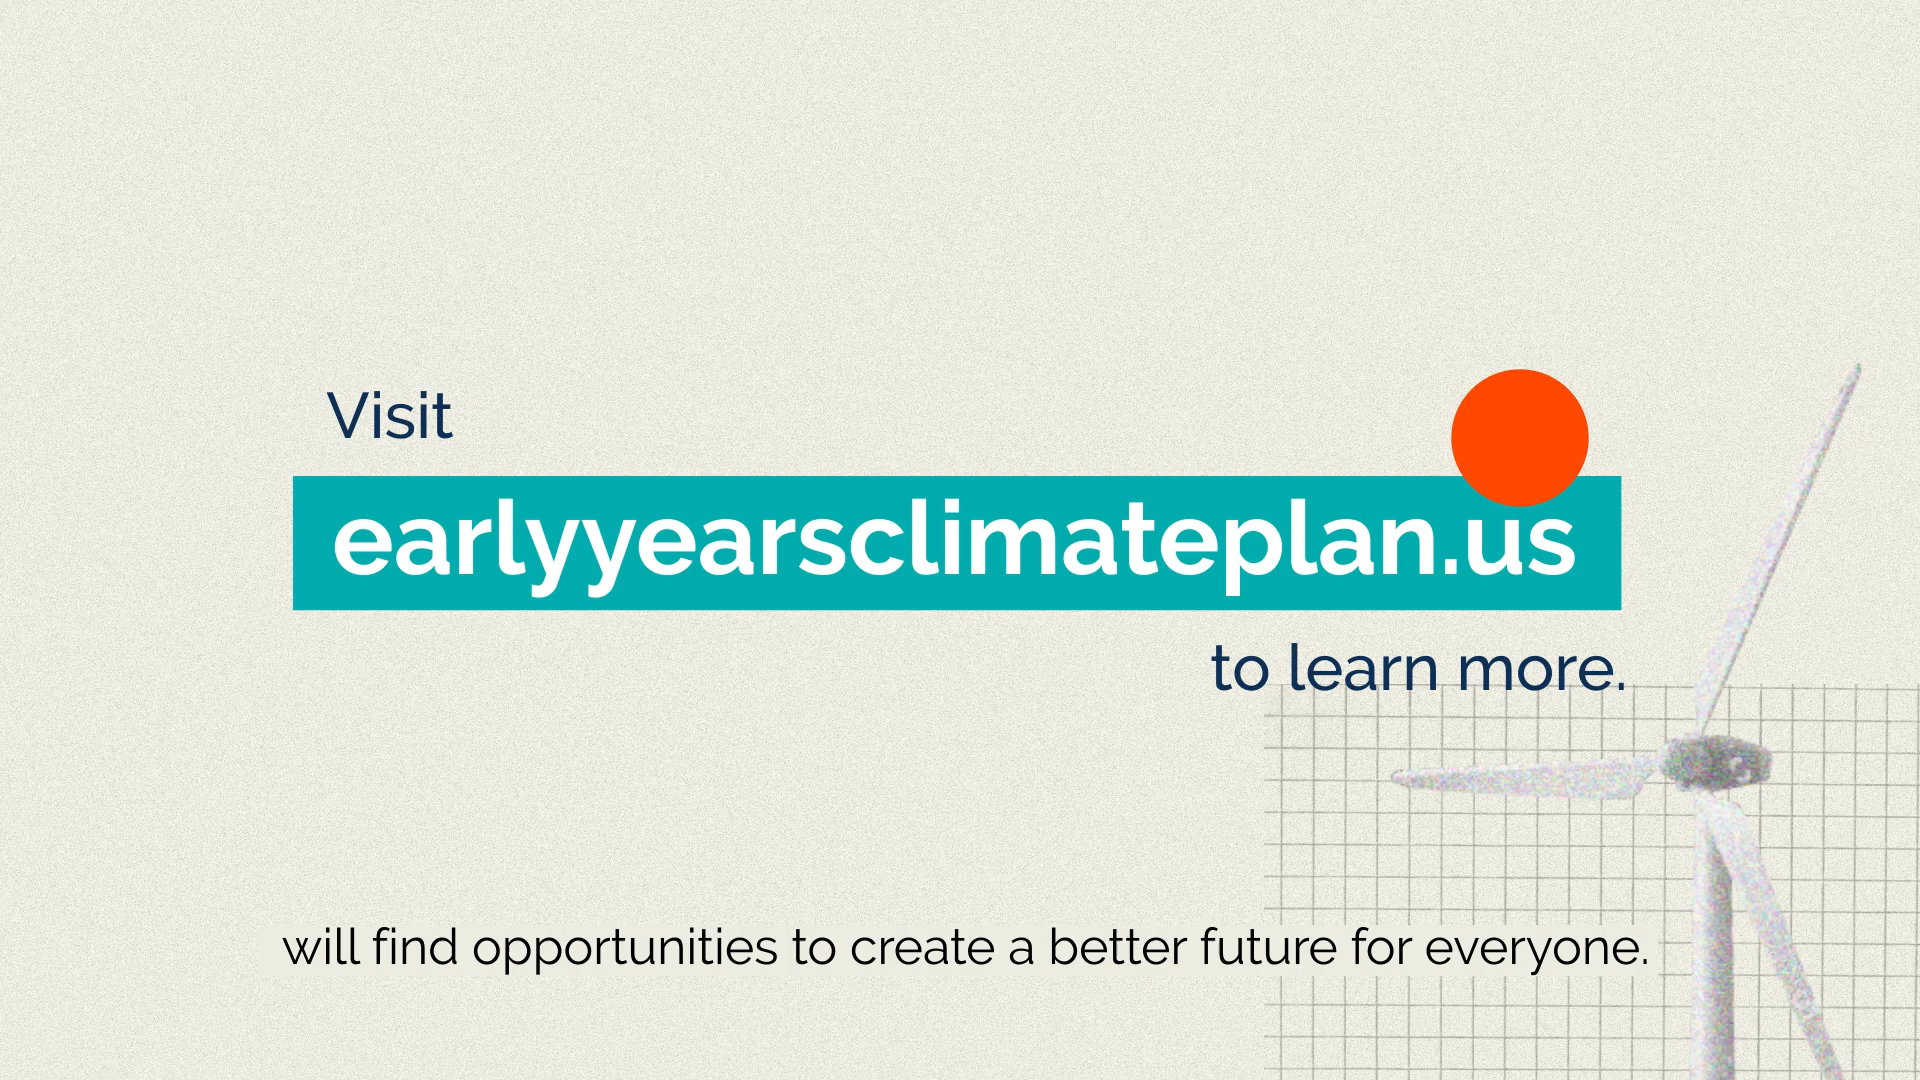 Visit
earlyyearsclimateplan.us
to learn more.
will find opportunities to create a better future for everyone.